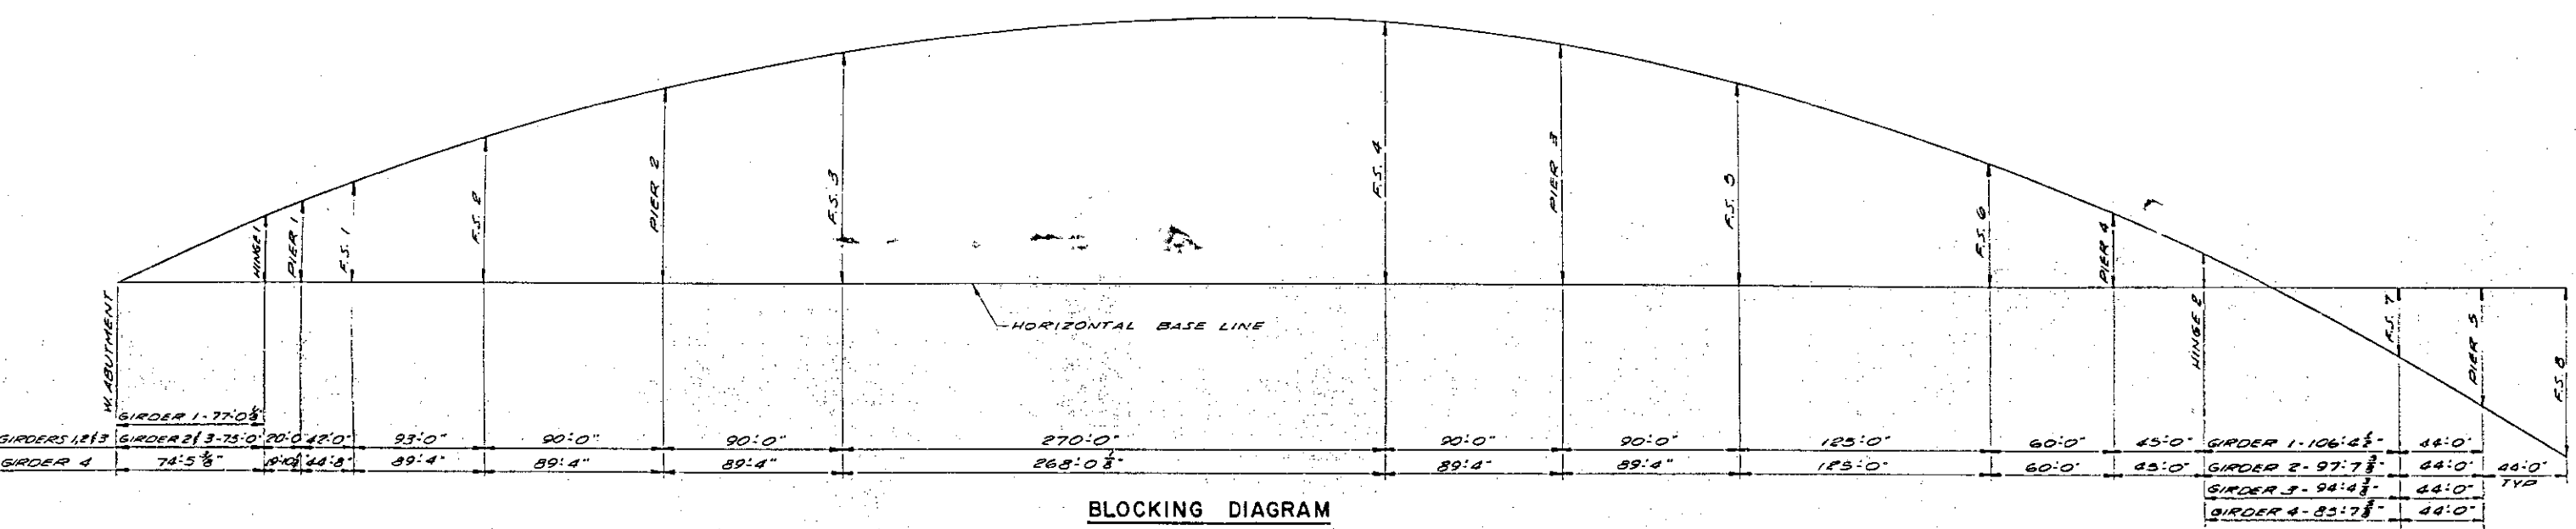 W. ABUTMENT
HINGE 1
PIER 1
F.S. 1
F.S. 2
PIER 2
F.S. 3
F.S. 4
PIER 3
F.S. 5
F.S. 6
PIER 4
HINGE 2
F.S. 7
PIER 5
F.S. 8
HORIZONTAL BASE LINE
GIRDER 1-77'-0⅛"
GIRDERS 1,2&3 GIRDER 2&3-75'-0" 20'-0" 42'-0" 93'-0" 90'-0" 90'-0" 270'-0" 90'-0" 90'-0" 125'-0" 60'-0" 45'-0" GIRDER 1-106'-4½" 44'-0"
GIRDER 4 74'-5⅜" 44'-8" 89'-4" 89'-4" 89'-4" 268'-0⅛" 89'-4" 89'-4" 125'-0" 60'-0" 45'-0" GIRDER 2-97'-7⅜" 44'-0" 44'-0"
TYP
GIRDER 3-94'-4⅜" 44'-0"
GIRDER 4-85'-7⅜" 44'-0"
BLOCKING DIAGRAM